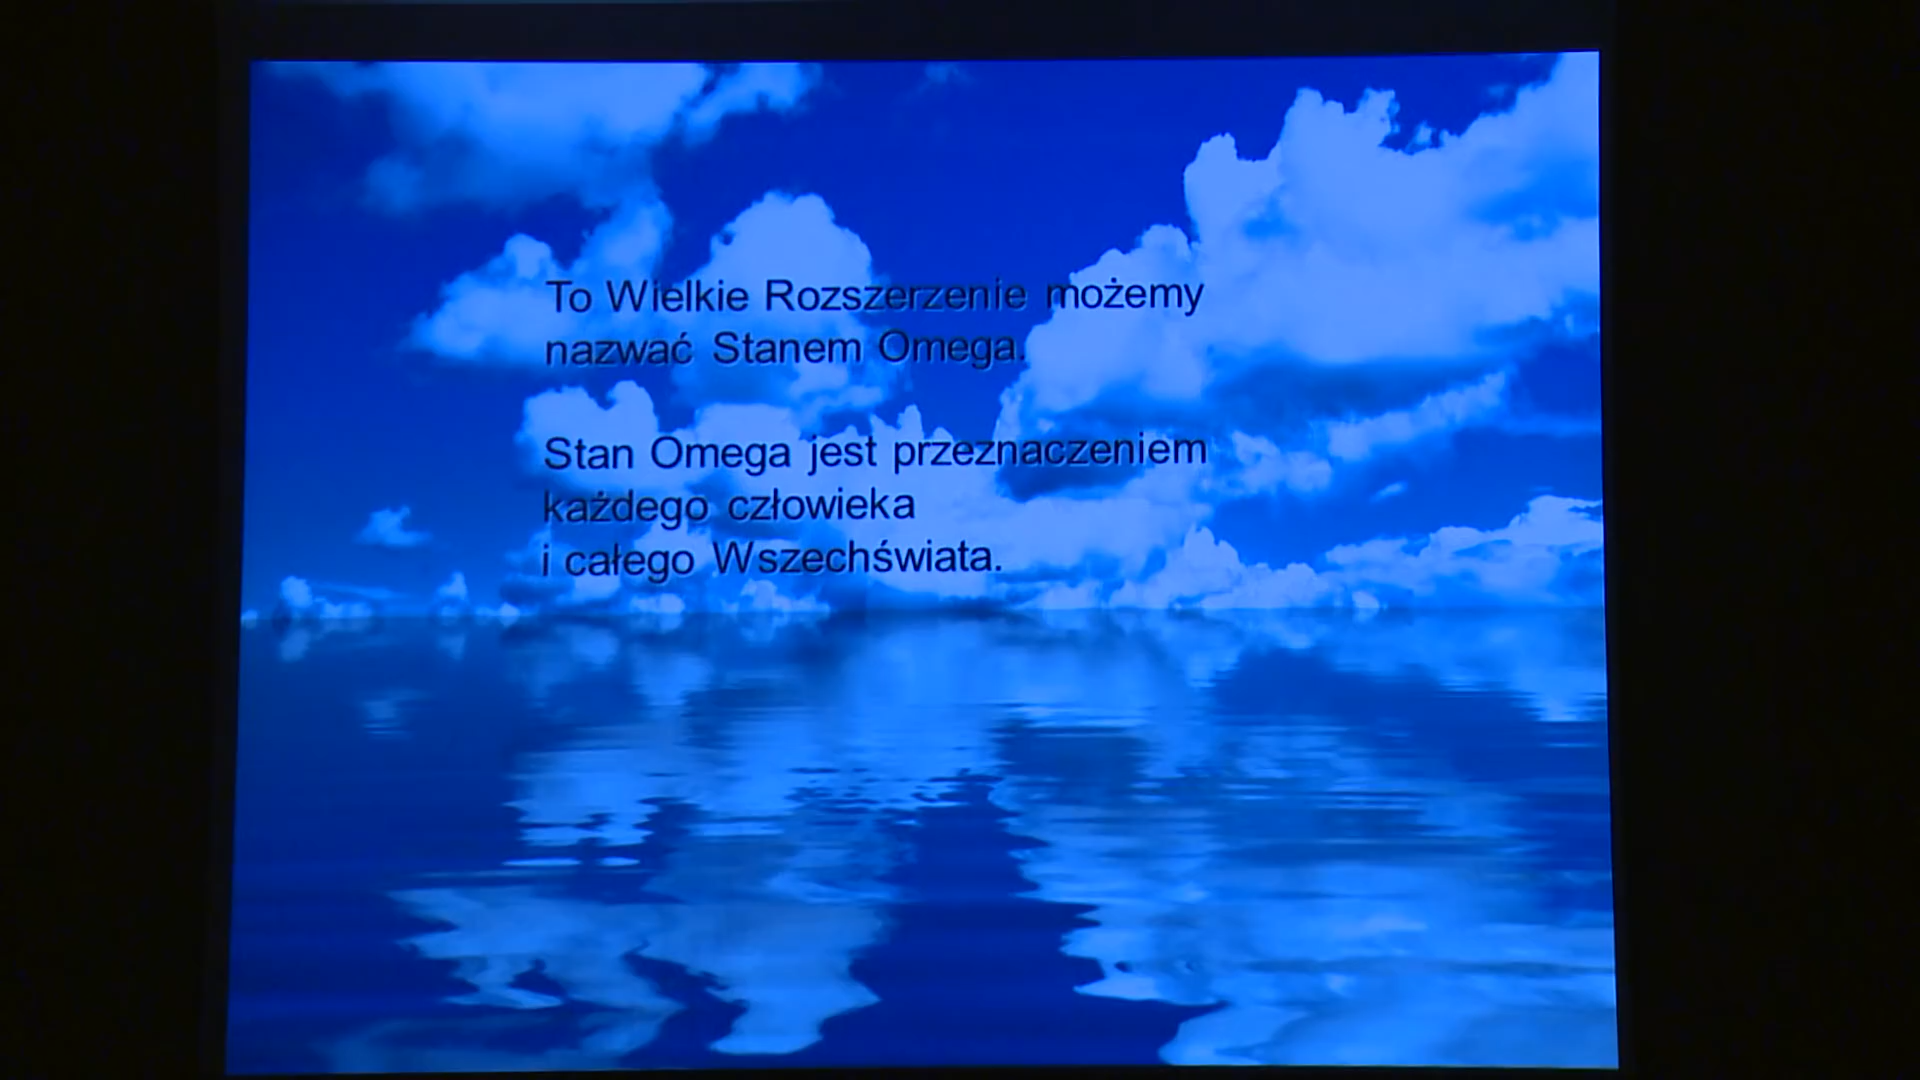 To Wielkie Rozszerzenie możemy
nazwać Stanem Omega.
Stan Omega jest przeznaczeniem
każdego człowieka
i całego Wszechświata.